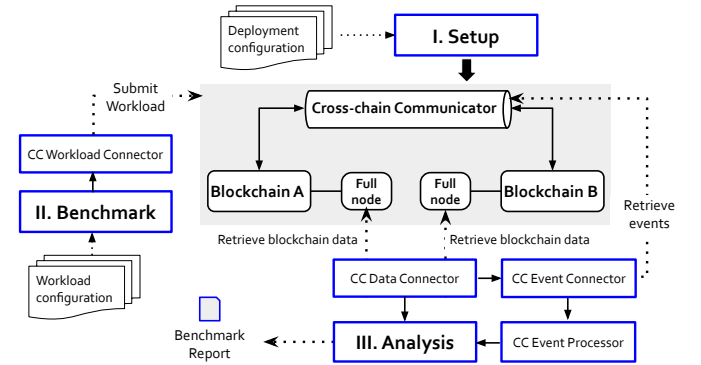 Deployment
configuration
I. Setup
Submit
Workload
Cross-chain Communicator
CC Workload Connector
Blockchain A
Full
node
Full
node
Blockchain B
II. Benchmark
Retrieve
events
Retrieve blockchain data
Retrieve blockchain data
Workload
configuration
CC Data Connector
CC Event Connector
Benchmark
Report
III. Analysis
CC Event Processor